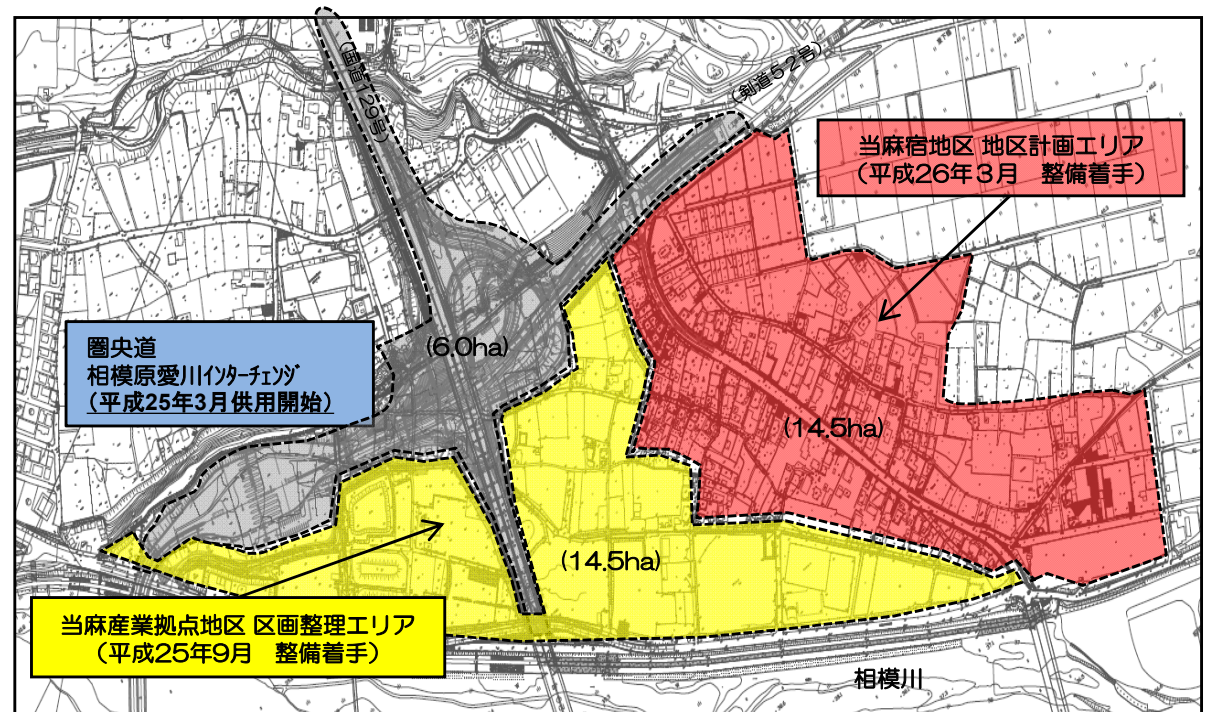 (国道129号)
(県道52号)
当麻宿地区 地区計画エリア
(平成26年3月 整備着手)
圏央道
相模原愛川ｲﾝﾀｰﾁｪﾝｼﾞ
(平成25年3月供用開始)
(6.0ha)
(14.5ha)
(14.5ha)
当麻産業拠点地区 区画整理エリア
(平成25年9月 整備着手)
相模川